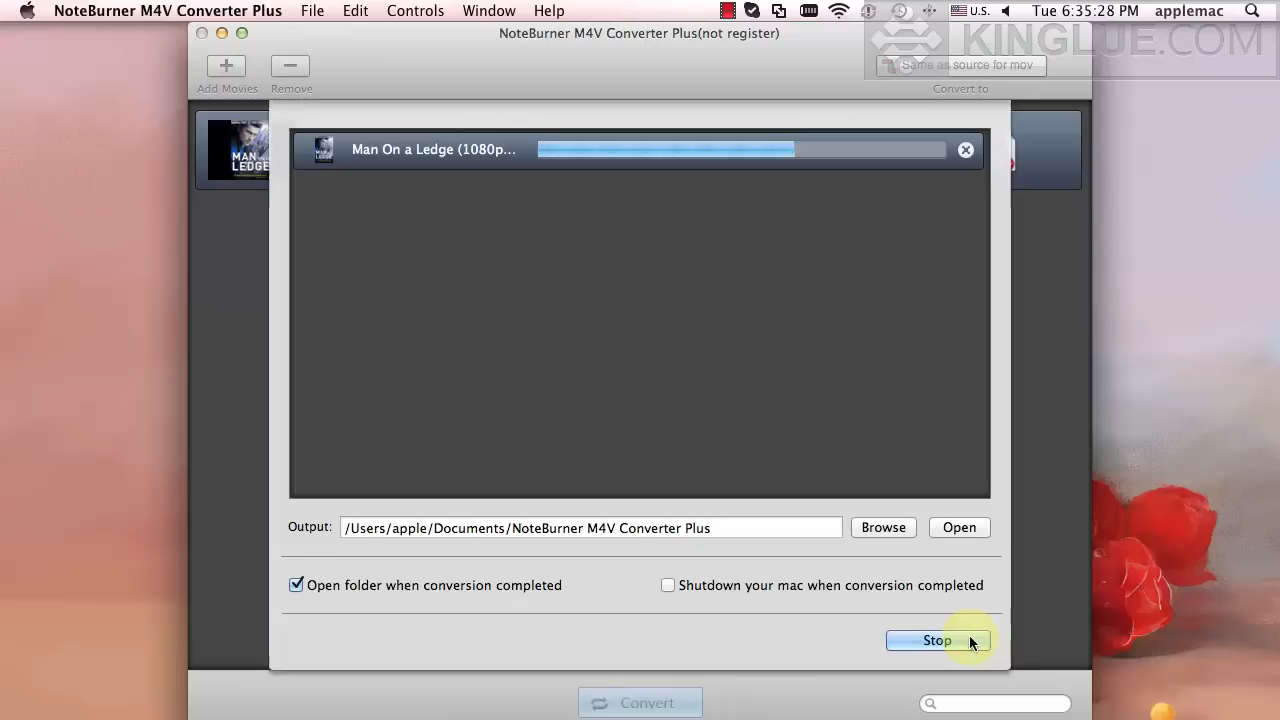 NoteBurner M4V Converter Plus File Edit Controls Window Help U.S. Tue 6:35:28 PM applemac
NoteBurner M4V Converter Plus(not register)
KINGLUE.COM
Same as source for mov
Add Movies Remove Convert to
MAN
ON A
LEDGE
Man On a Ledge (1080p...
Output: /Users/apple/Documents/NoteBurner M4V Converter Plus Browse Open
Open folder when conversion completed Shutdown your mac when conversion completed
Stop
Convert